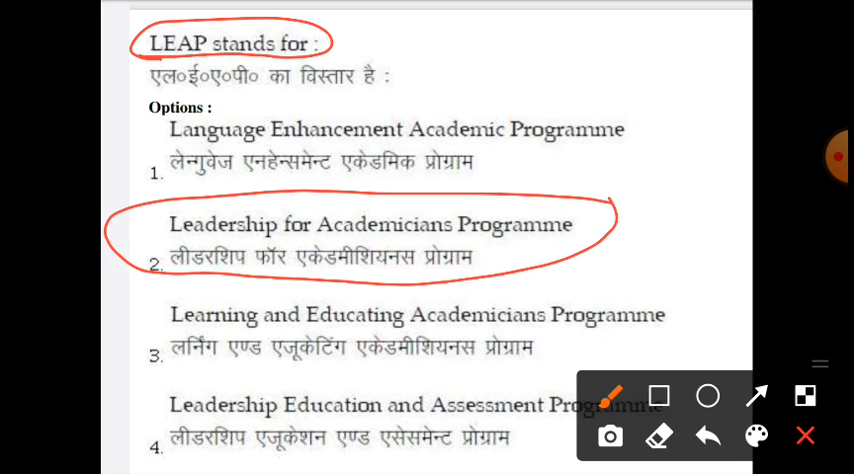 LEAP stands for :
एल०ई०ए०पी० का विस्तार है :
Options :
Language Enhancement Academic Programme
1. लेन्गुवेज एनहेन्समेन्ट एकेडमिक प्रोग्राम
Leadership for Academicians Programme
2. लीडरशिप फॉर एकेडमीशियनस प्रोग्राम
Learning and Educating Academicians Programme
3. लर्निंग एण्ड एजूकेटिंग एकेडमीशियनस प्रोग्राम
Leadership Education and Assessment Programme
4. लीडरशिप एजूकेशन एण्ड एसेसमेन्ट प्रोग्राम